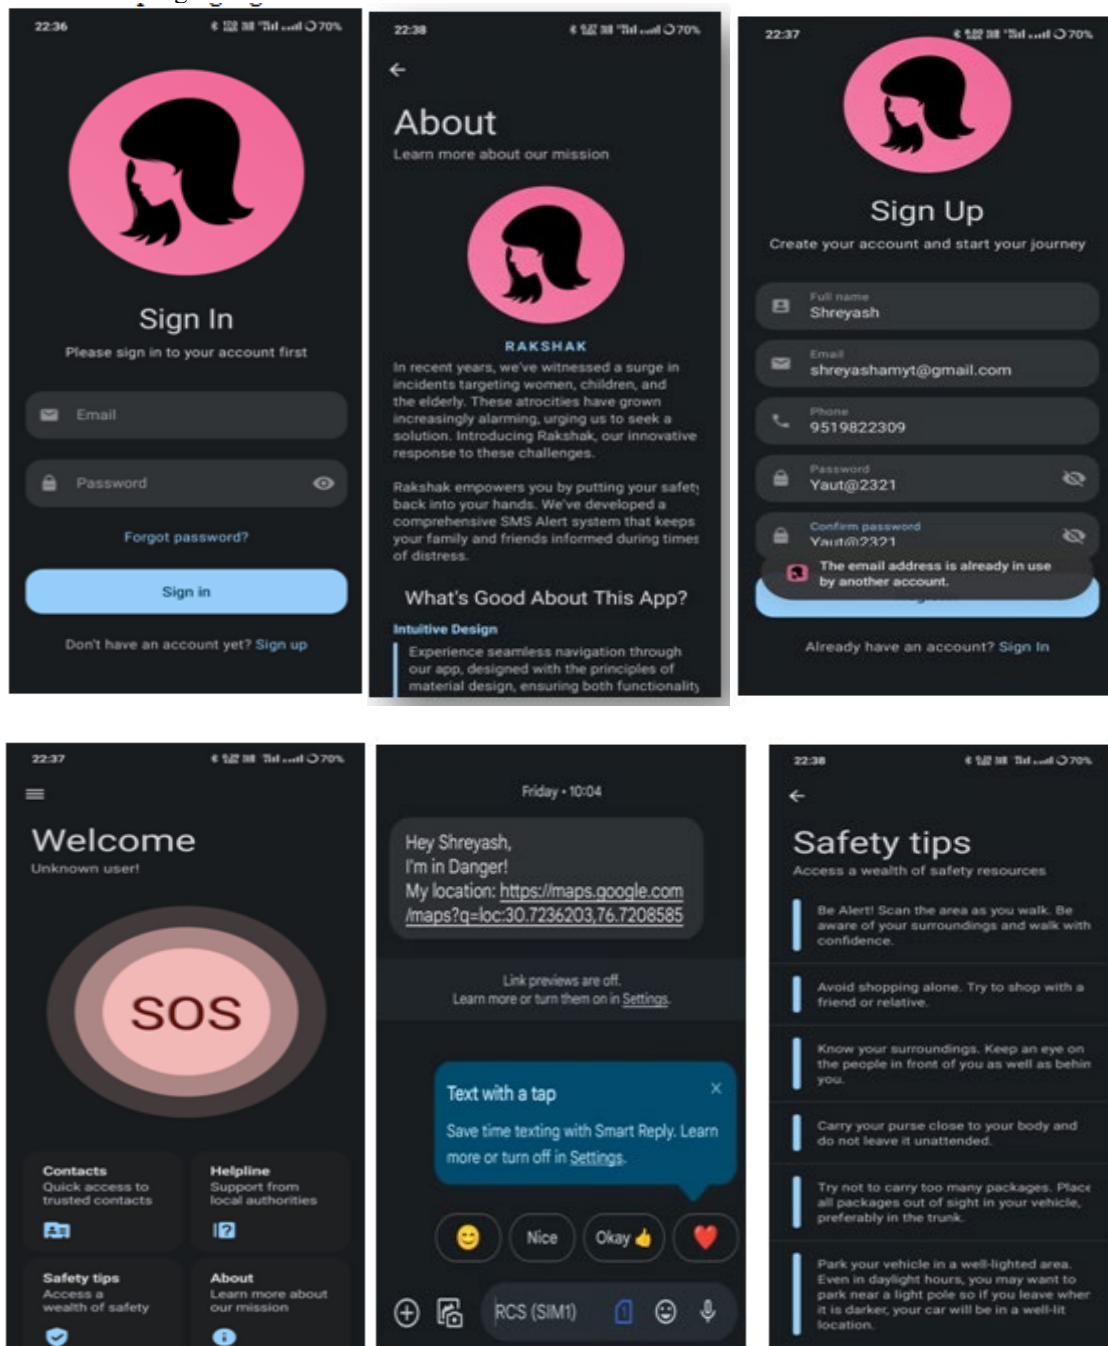 22:36
70%
Sign In
Please sign in to your account first
Email
Password
Forgot password?
Sign in
Don't have an account yet? Sign up
22:38
70%
About
Learn more about our mission
RAKSHAK
In recent years, we've witnessed a surge in
incidents targeting women, children, and
the elderly. These atrocities have grown
increasingly alarming, urging us to seek a
solution. Introducing Rakshak, our innovative
response to these challenges.
Rakshak empowers you by putting your safety
back into your hands. We've developed a
comprehensive SMS Alert system that keeps
your family and friends informed during times
of distress.
What's Good About This App?
Intuitive Design
Experience seamless navigation through
our app, designed with the principles of
material design, ensuring both functionality
22:37
70%
Sign Up
Create your account and start your journey
Full name
Shreyash
Email
shreyashamyt@gmail.com
Phone
9519822309
Password
Yaut@2321
Confirm password
Yaut@2321
The email address is already in use
by another account.
Already have an account? Sign In
22:37
70%
Welcome
Unknown user!
SOS
Contacts
Quick access to
trusted contacts
Helpline
Support from
local authorities
Safety tips
Access a
wealth of safety
About
Learn more about
our mission
Friday • 10:04
Hey Shreyash,
I'm in Danger!
My location: https://maps.google.com
/maps?q=loc:30.7236203,76.7208585
Link previews are off.
Learn more or turn them on in Settings.
Text with a tap
Save time texting with Smart Reply. Learn
more or turn off in Settings.
😊 Nice Okay👍 ❤️
RCS (SIM1)
22:38
70%
Safety tips
Access a wealth of safety resources
Be Alert! Scan the area as you walk. Be
aware of your surroundings and walk with
confidence.
Avoid shopping alone. Try to shop with a
friend or relative.
Know your surroundings. Keep an eye on
the people in front of you as well as behin
you.
Carry your purse close to your body and
do not leave it unattended.
Try not to carry too many packages. Place
all packages out of sight in your vehicle,
preferably in the trunk.
Park your vehicle in a well-lighted area.
Even in daylight hours, you may want to
park near a light pole so if you leave wher
it is darker, your car will be in a well-lit
location.